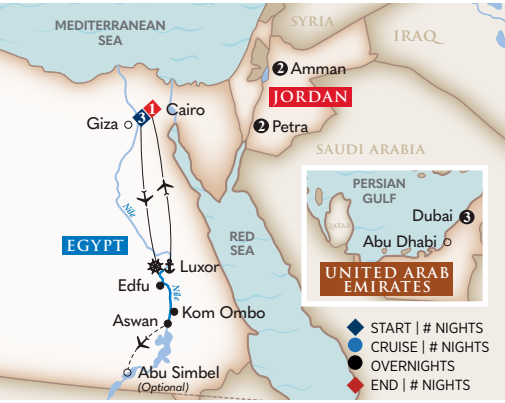 MEDITERRANEAN
SEA
SYRIA
IRAQ
2 Amman
JORDAN
3 1 Cairo
Giza
2 Petra
SAUDI ARABIA
Nile
PERSIAN
GULF
QATAR
Dubai 3
Abu Dhabi
UNITED ARAB
EMIRATES
RED
SEA
EGYPT
Luxor
Edfu
Nile
Kom Ombo
Aswan
Abu Simbel
(Optional)
START | # NIGHTS
CRUISE | # NIGHTS
OVERNIGHTS
END | # NIGHTS